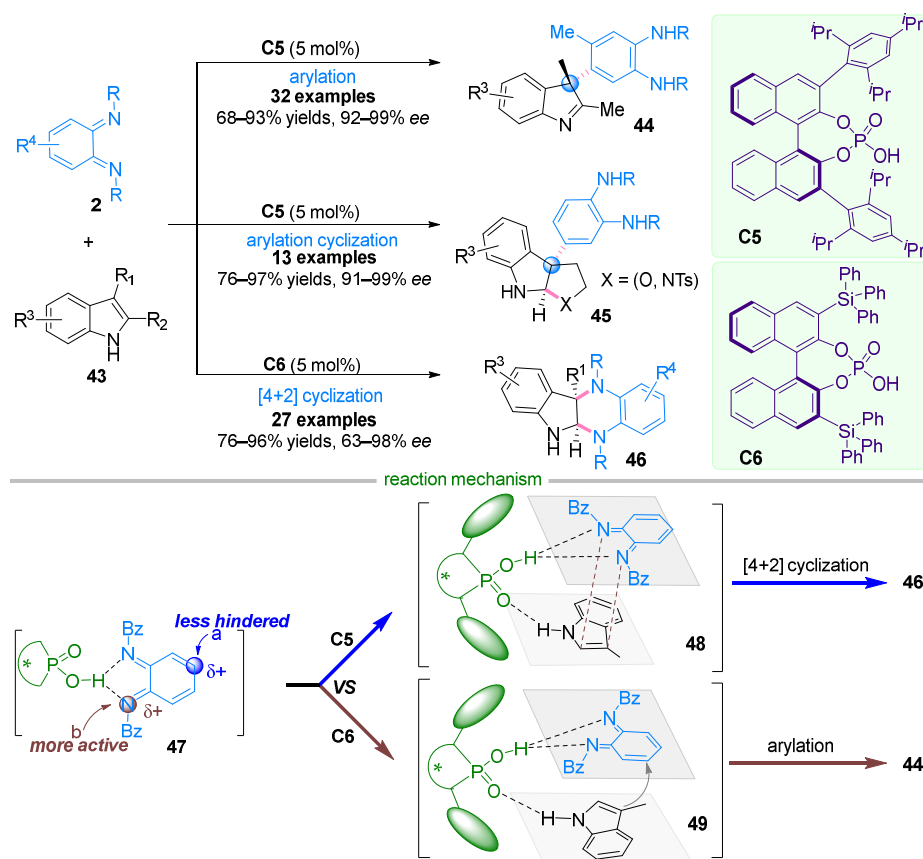 C5 (5 mol%)
arylation
32 examples
68–93% yields, 92–99% ee
Me
NHR
NHR
R³
N
Me
44
R
N
R⁴
N
R
2
+
C5 (5 mol%)
arylation cyclization
13 examples
76–97% yields, 91–99% ee
NHR
NHR
R³
HN
H
X
X = (O, NTs)
45
R₁
R³
R₂
N
H
43
C6 (5 mol%)
[4+2] cyclization
27 examples
76–96% yields, 63–98% ee
R³
R¹
R
N
R⁴
HN
H
N
R
46
iPr
iPr
iPr
O
O
P
O
OH
iPr
iPr
iPr
C5
Ph
Si
Ph
Ph
O
O
P
O
OH
Si
Ph
Ph
Ph
C6
reaction mechanism
Bz
less hindered
a
*
P
O
O
H
N
N
δ+
δ+
b
Bz
more active
47
C5
VS
C6
*
P
O
H
O
Bz
N
N
Bz
H
N
48
[4+2] cyclization
46
*
P
O
H
O
Bz
N
N
Bz
H
N
49
arylation
44